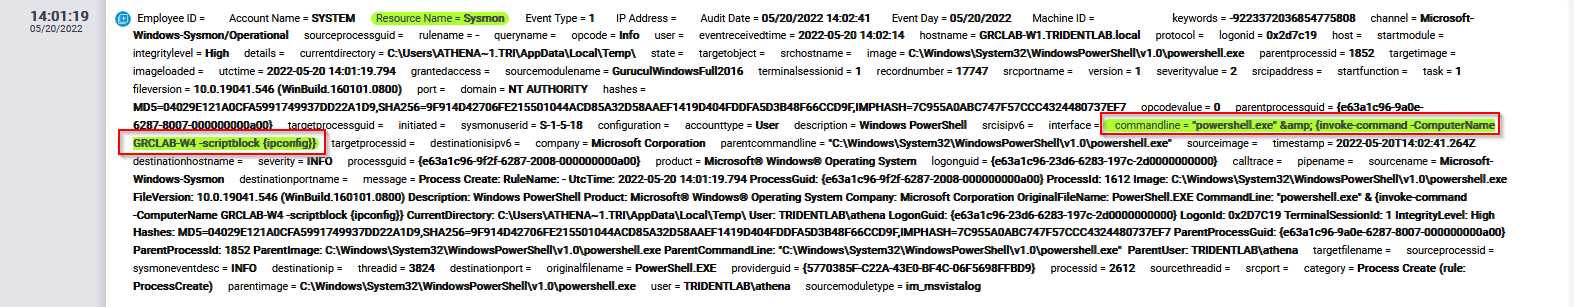 14:01:19
05/20/2022
Employee ID = Account Name = SYSTEM Resource Name = Sysmon Event Type = 1 IP Address = Audit Date = 05/20/2022 14:02:41 Event Day = 05/20/2022 Machine ID = keywords = -9223372036854775808 channel = Microsoft-
Windows-Sysmon/Operational sourceprocessguid = rulename = - queryname = opcode = Info user = eventreceivedtime = 2022-05-20 14:02:14 hostname = GRCLAB-W1.TRIDENTLAB.local protocol = logonid = 0x2d7c19 host = startmodule =
integritylevel = High details = currentdirectory = C:\Users\ATHENA~1.TRI\AppData\Local\Temp\ state = targetobject = srchostname = image = C:\Windows\System32\WindowsPowerShell\v1.0\powershell.exe parentprocessid = 1852 targetimage =
imageloaded = utctime = 2022-05-20 14:01:19.794 grantedaccess = sourcemodulename = GuruculWindowsFull2016 terminalsessionid = 1 recordnumber = 17747 srcportname = version = 1 severityvalue = 2 srcipaddress = startfunction = task = 1
fileversion = 10.0.19041.546 (WinBuild.160101.0800) port = domain = NT AUTHORITY hashes =
MD5=04029E121A0CFA5991749937DD22A1D9,SHA256=9F914D42706FE215501044ACD85A32D58AAEF1419D404FDDFA5D3B48F66CCD9F,IMPHASH=7C955A0ABC747F57CCC4324480737EF7 opcodevalue = 0 parentprocessguid = {e63a1c96-9a0e-
6287-8007-000000000a00} targetprocessguid = initiated = sysmonuserid = S-1-5-18 configuration = accounttype = User description = Windows PowerShell srcisipv6 = interface = commandline = "powershell.exe" &amp; {invoke-command -ComputerName
GRCLAB-W4 -scriptblock {ipconfig}} targetprocessid = destinationisipv6 = company = Microsoft Corporation parentcommandline = "C:\Windows\System32\WindowsPowerShell\v1.0\powershell.exe" sourceimage = timestamp = 2022-05-20T14:02:41.264Z
destinationhostname = severity = INFO processguid = {e63a1c96-9f2f-6287-2008-000000000a00} product = Microsoft® Windows® Operating System logonguid = {e63a1c96-23d6-6283-197c-2d0000000000} calltrace = pipename = sourcename = Microsoft-
Windows-Sysmon destinationportname = message = Process Create: RuleName: - UtcTime: 2022-05-20 14:01:19.794 ProcessGuid: {e63a1c96-9f2f-6287-2008-000000000a00} ProcessId: 1612 Image: C:\Windows\System32\WindowsPowerShell\v1.0\powershell.exe
FileVersion: 10.0.19041.546 (WinBuild.160101.0800) Description: Windows PowerShell Product: Microsoft® Windows® Operating System Company: Microsoft Corporation OriginalFileName: PowerShell.EXE CommandLine: "powershell.exe" & {invoke-command
-ComputerName GRCLAB-W4 -scriptblock {ipconfig}} CurrentDirectory: C:\Users\ATHENA~1.TRI\AppData\Local\Temp\ User: TRIDENTLAB\athena LogonGuid: {e63a1c96-23d6-6283-197c-2d0000000000} LogonId: 0x2D7C19 TerminalSessionId: 1 IntegrityLevel: High
Hashes: MD5=04029E121A0CFA5991749937DD22A1D9,SHA256=9F914D42706FE215501044ACD85A32D58AAEF1419D404FDDFA5D3B48F66CCD9F,IMPHASH=7C955A0ABC747F57CCC4324480737EF7 ParentProcessGuid: {e63a1c96-9a0e-6287-8007-000000000a00}
ParentProcessId: 1852 ParentImage: C:\Windows\System32\WindowsPowerShell\v1.0\powershell.exe ParentCommandLine: "C:\Windows\System32\WindowsPowerShell\v1.0\powershell.exe" ParentUser: TRIDENTLAB\athena targetfilename = sourceprocessid =
sysmoneventdesc = INFO destinationip = threadid = 3824 destinationport = originalfilename = PowerShell.EXE providerguid = {5770385F-C22A-43E0-BF4C-06F5698FFBD9} processid = 2612 sourcethreadid = srcport = category = Process Create (rule:
ProcessCreate) parentimage = C:\Windows\System32\WindowsPowerShell\v1.0\powershell.exe user = TRIDENTLAB\athena sourcemoduletype = im_msvistalog